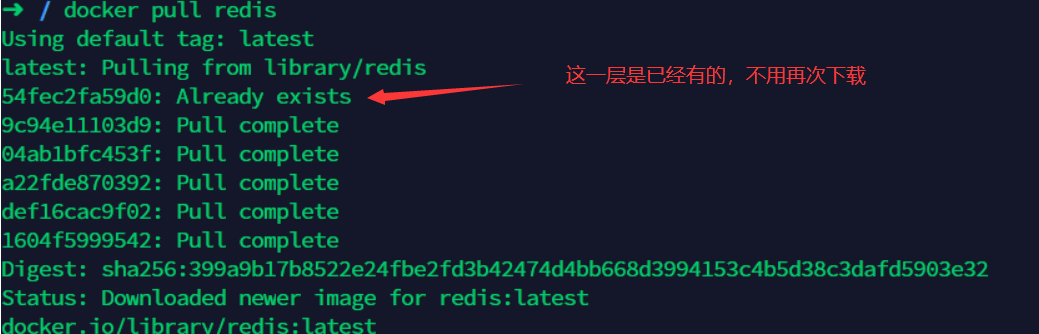 ➜ / docker pull redis
Using default tag: latest
latest: Pulling from library/redis
这一层是已经有的，不用再次下载
54fec2fa59d0: Already exists
9c94e11103d9: Pull complete
04ab1bfc453f: Pull complete
a22fde870392: Pull complete
def16cac9f02: Pull complete
1604f5999542: Pull complete
Digest: sha256:399a9b17b8522e24fbe2fd3b42474d4bb668d3994153c4b5d38c3dafd5903e32
Status: Downloaded newer image for redis:latest
docker.io/library/redis:latest